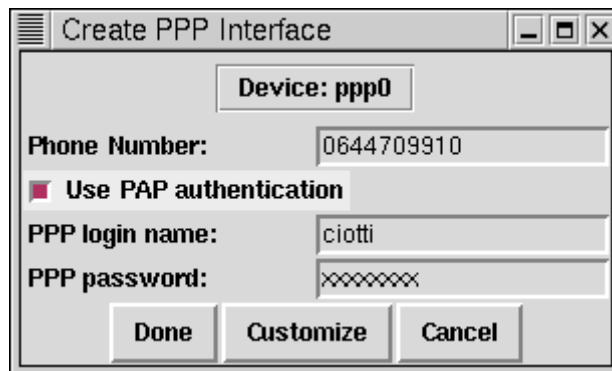 Create PPP Interface
Device: ppp0
Phone Number: 0644709910
Use PAP authentication
PPP login name: ciotti
PPP password: xxxxxxxx
Done Customize Cancel